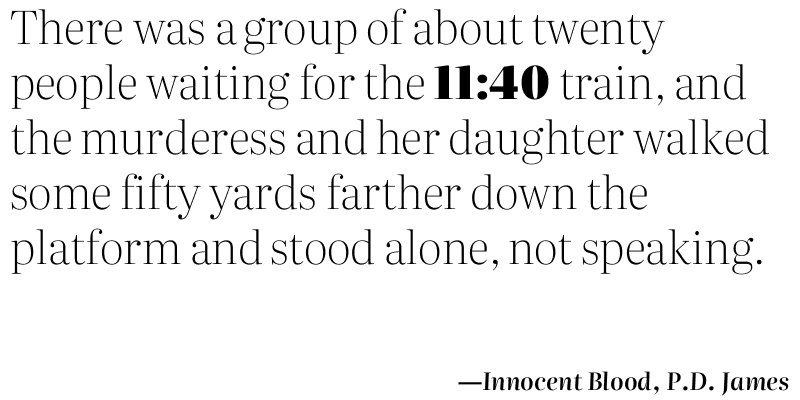 There was a group of about twenty
people waiting for the 11:40 train, and
the murderess and her daughter walked
some fifty yards farther down the
platform and stood alone, not speaking.
—Innocent Blood, P.D. James